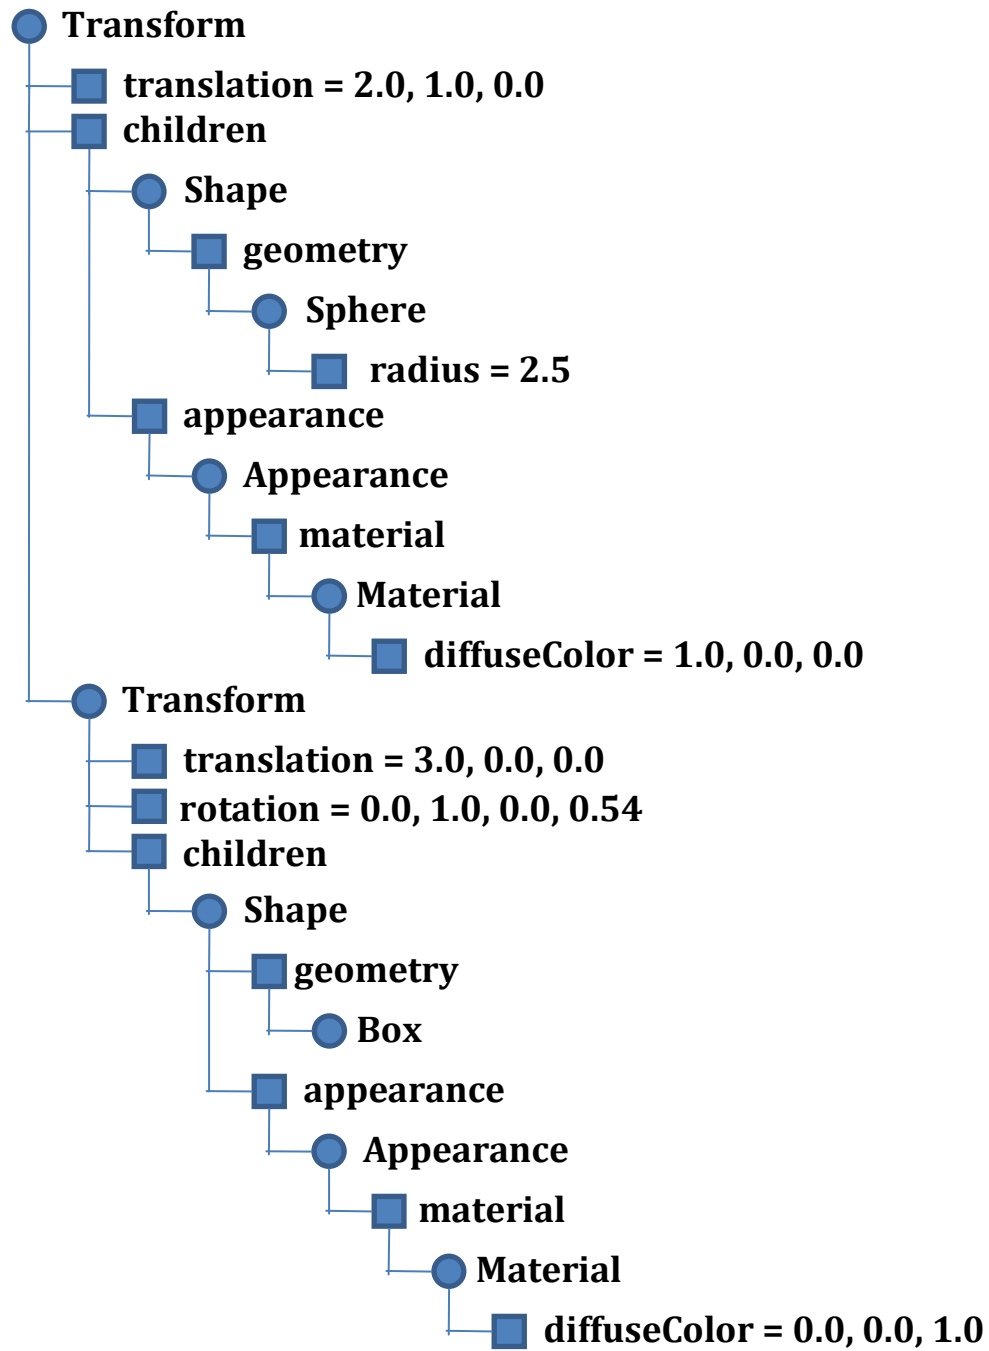 Transform
translation = 2.0, 1.0, 0.0
children
Shape
geometry
Sphere
radius = 2.5
appearance
Appearance
material
Material
diffuseColor = 1.0, 0.0, 0.0
Transform
translation = 3.0, 0.0, 0.0
rotation = 0.0, 1.0, 0.0, 0.54
children
Shape
geometry
Box
appearance
Appearance
material
Material
diffuseColor = 0.0, 0.0, 1.0